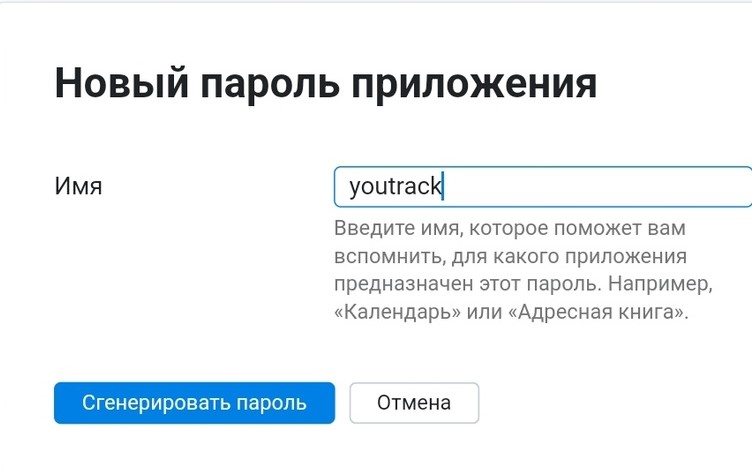 Новый пароль приложения
Имя
youtrack
Введите имя, которое поможет вам
вспомнить, для какого приложения
предназначен этот пароль. Например,
«Календарь» или «Адресная книга».
Сгенерировать пароль
Отмена